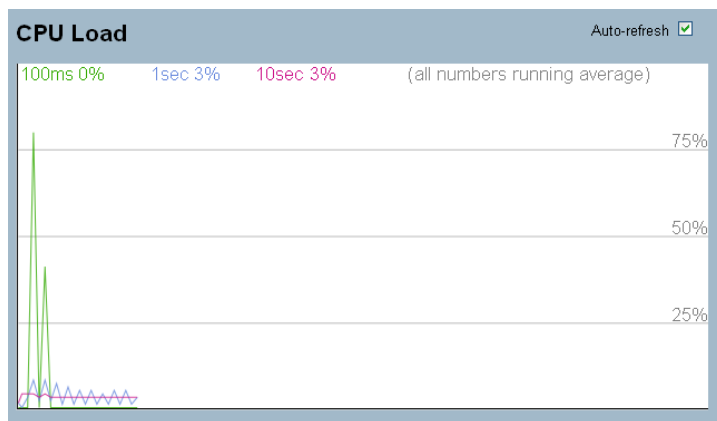 CPU Load
Auto-refresh
100ms 0% 1sec 3% 10sec 3% (all numbers running average)
75%
50%
25%